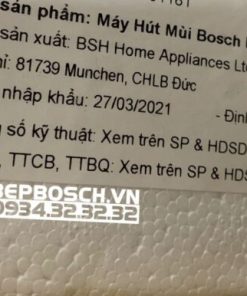 sản phẩm: Máy Hút Mùi Bosch
sản xuất: BSH Home Appliances Ltd
81739 Munchen, CHLB Đức
nhập khẩu: 27/03/2021
- Địn
số kỹ thuật: Xem trên SP & HDSD
TTCB, TTBQ: Xem trên SP & HD
BEPBOSCH.VN
0934.32.32.32